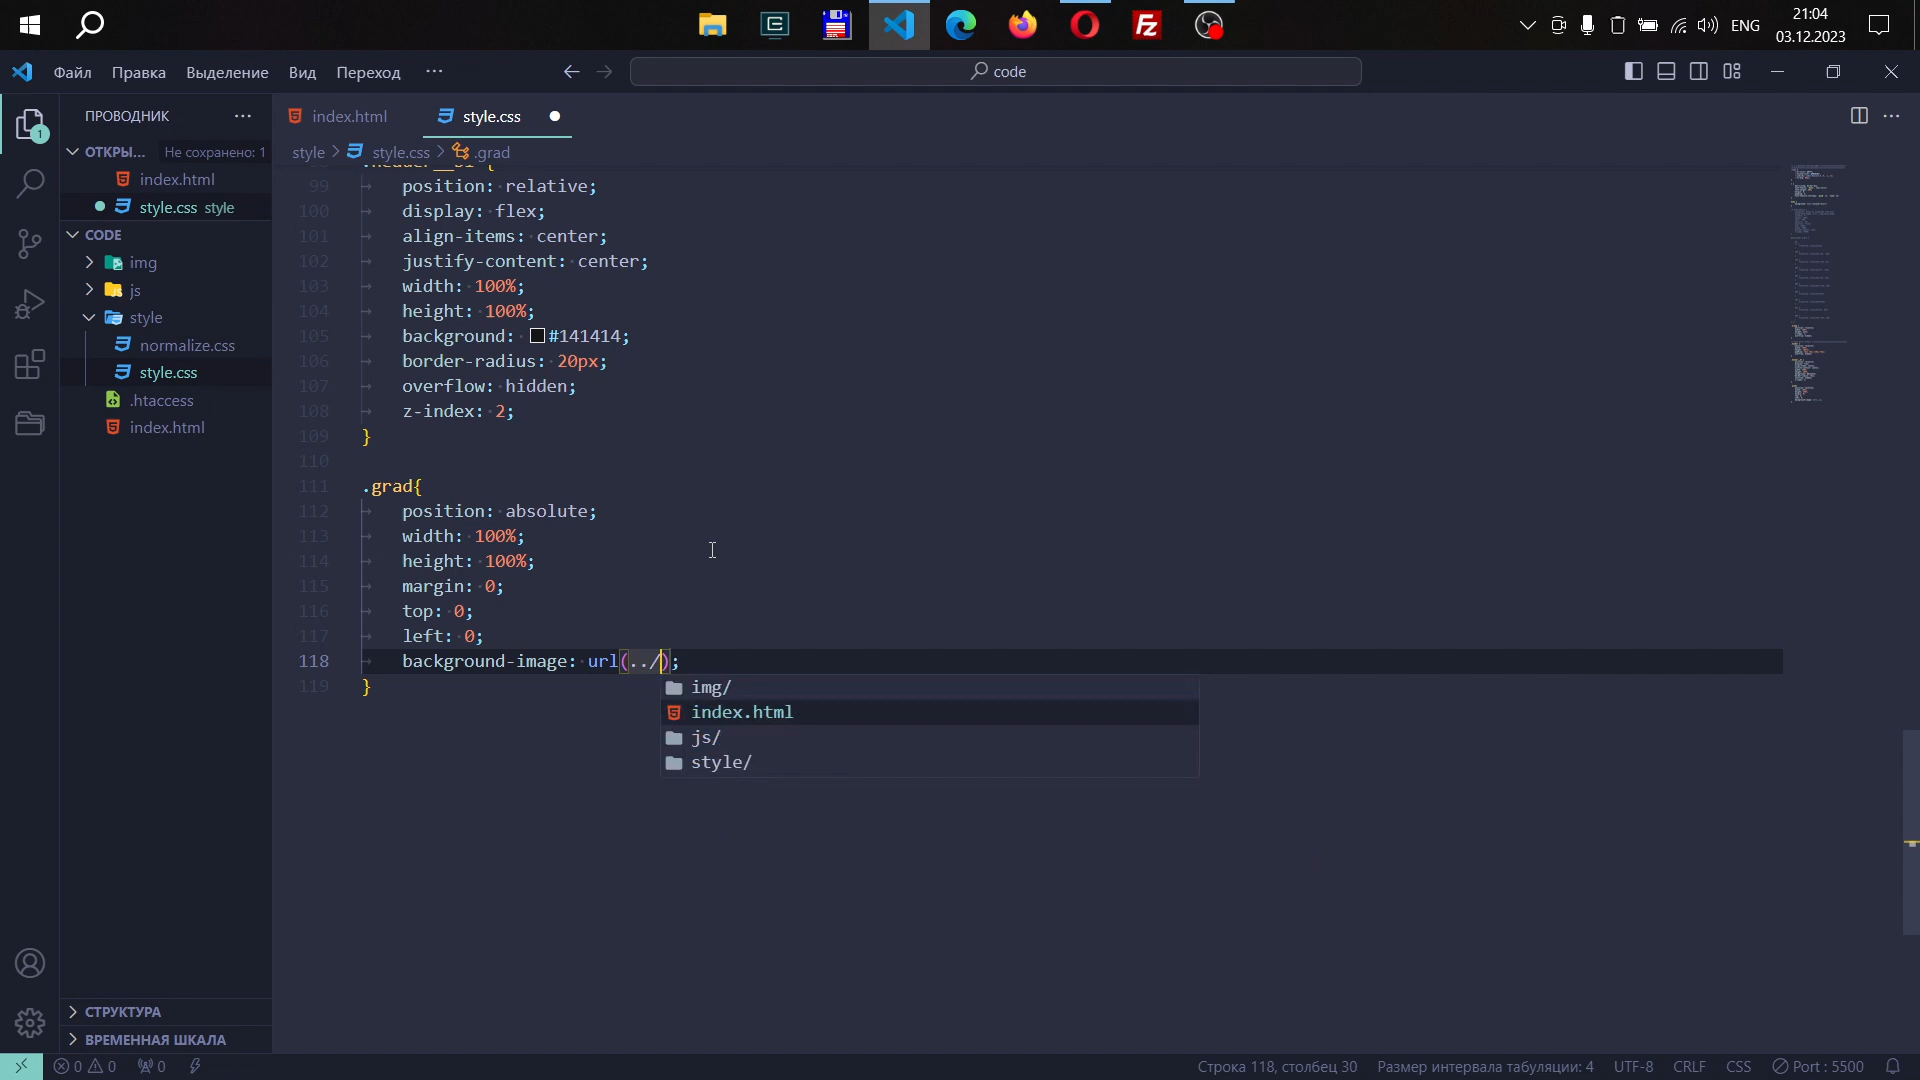 ENG
21:04
03.12.2023
Файл
Правка
Выделение
Вид
Переход
code
ПРОВОДНИК
index.html
style.css
ОТКРЫ...
Не сохранено: 1
style
style.css
.grad
index.html
style.css style
CODE
img
js
style
normalize.css
style.css
.htaccess
index.html
99 position: relative;
100 display: flex;
101 align-items: center;
102 justify-content: center;
103 width: 100%;
104 height: 100%;
105 background: #141414;
106 border-radius: 20px;
107 overflow: hidden;
108 z-index: 2;
109 }
110
111 .grad{
112 position: absolute;
113 width: 100%;
114 height: 100%;
115 margin: 0;
116 top: 0;
117 left: 0;
118 background-image: url(../);
119 }
img/
index.html
js/
style/
СТРУКТУРА
ВРЕМЕННАЯ ШКАЛА
0 0 0
Строка 118, столбец 30
Размер интервала табуляции: 4
UTF-8
CRLF
CSS
Port : 5500